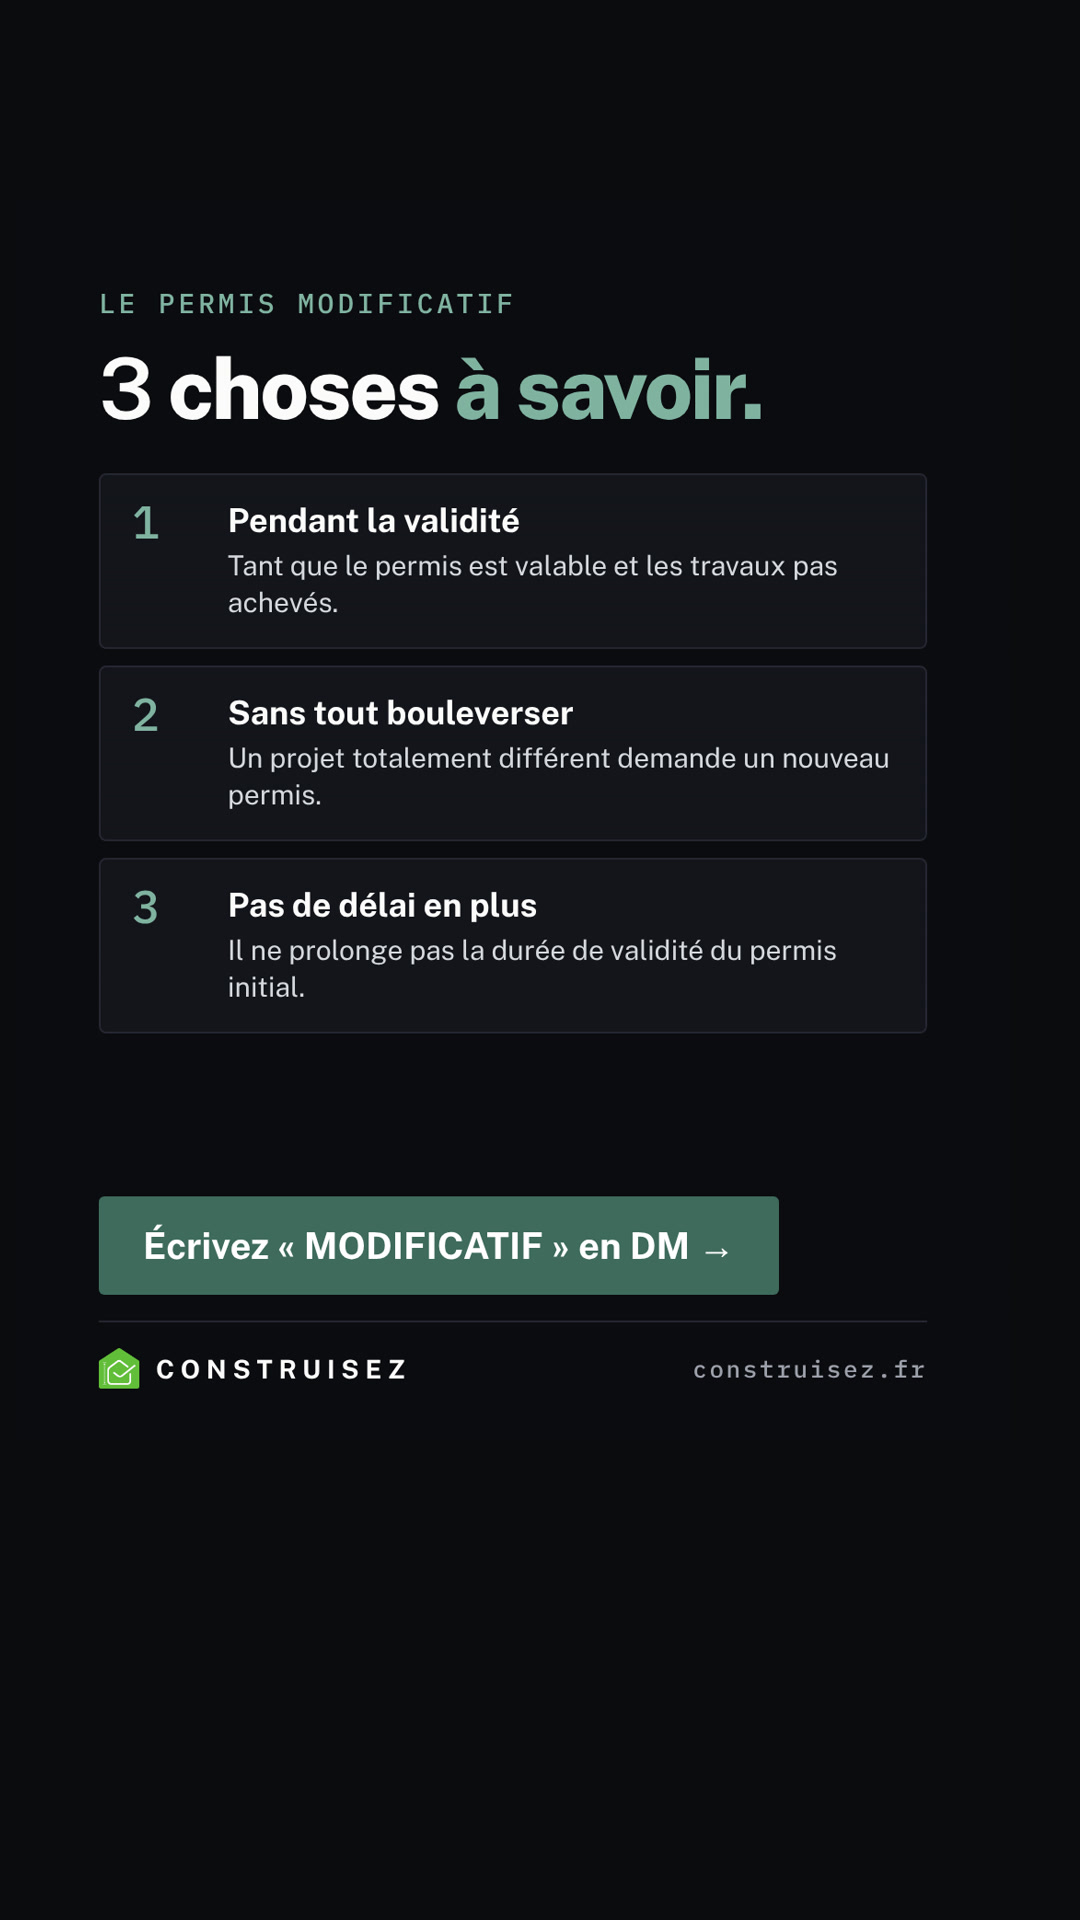 LE PERMIS MODIFICATIF
3 choses à savoir.
1
Pendant la validité
Tant que le permis est valable et les travaux pas
achevés.
2
Sans tout bouleverser
Un projet totalement différent demande un nouveau
permis.
3
Pas de délai en plus
Il ne prolonge pas la durée de validité du permis
initial.
Écrivez « MODIFICATIF » en DM →
CONSTRUISEZ
construisez.fr